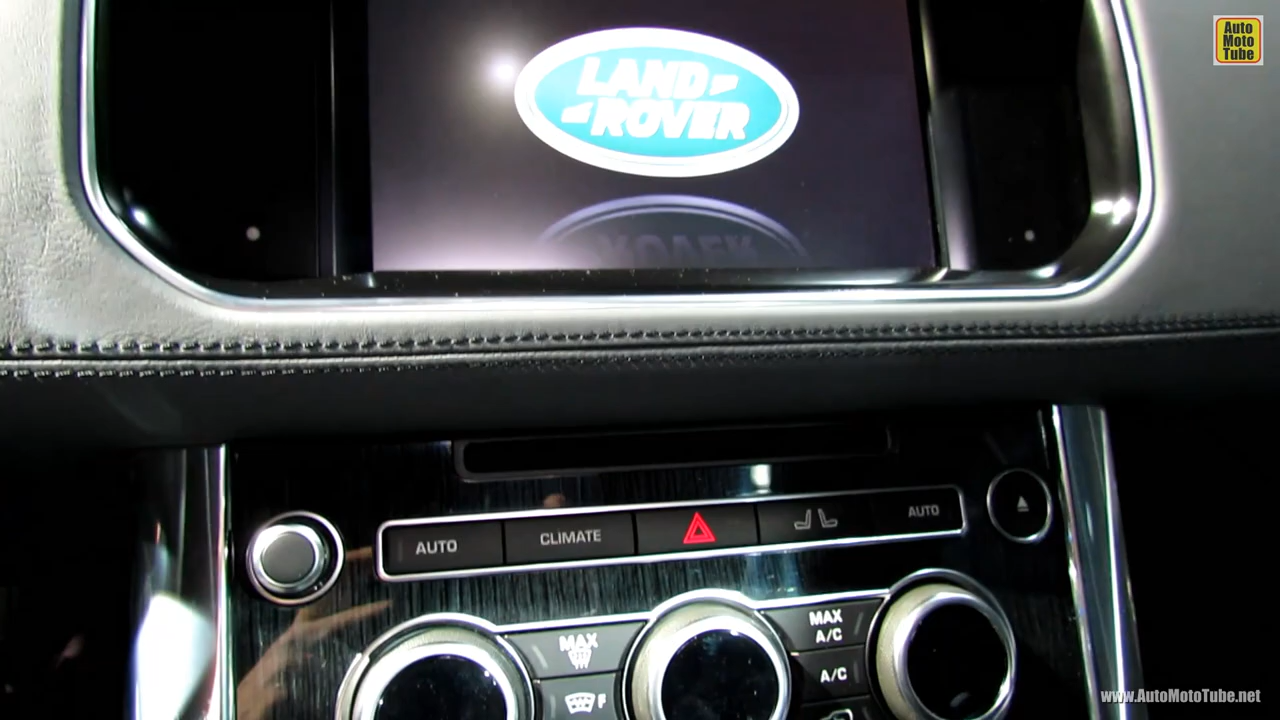 Auto
Moto
Tube
LAND
ROVER
AUTO
CLIMATE
AUTO
MAX
MAX
A/C
F
A/C
www.AutoMotoTube.net